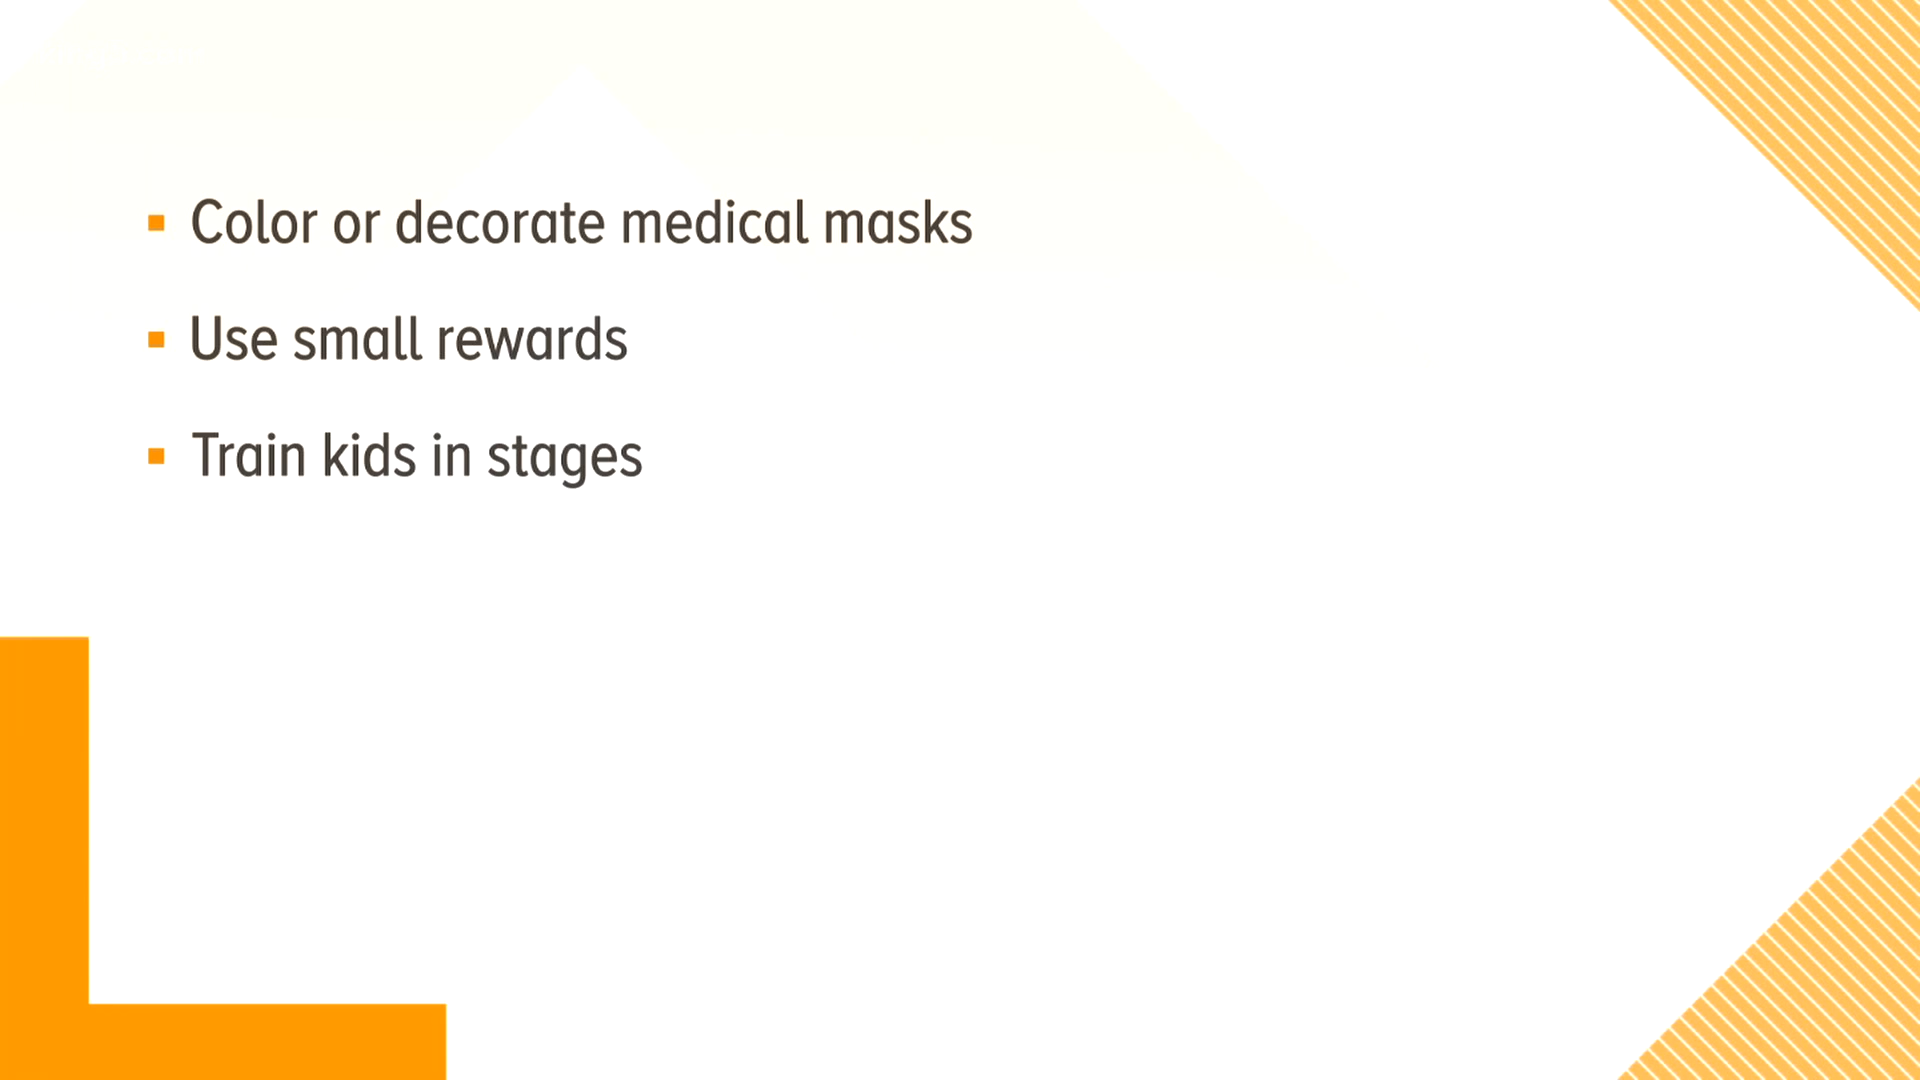 Color or decorate medical masks
Use small rewards
Train kids in stages